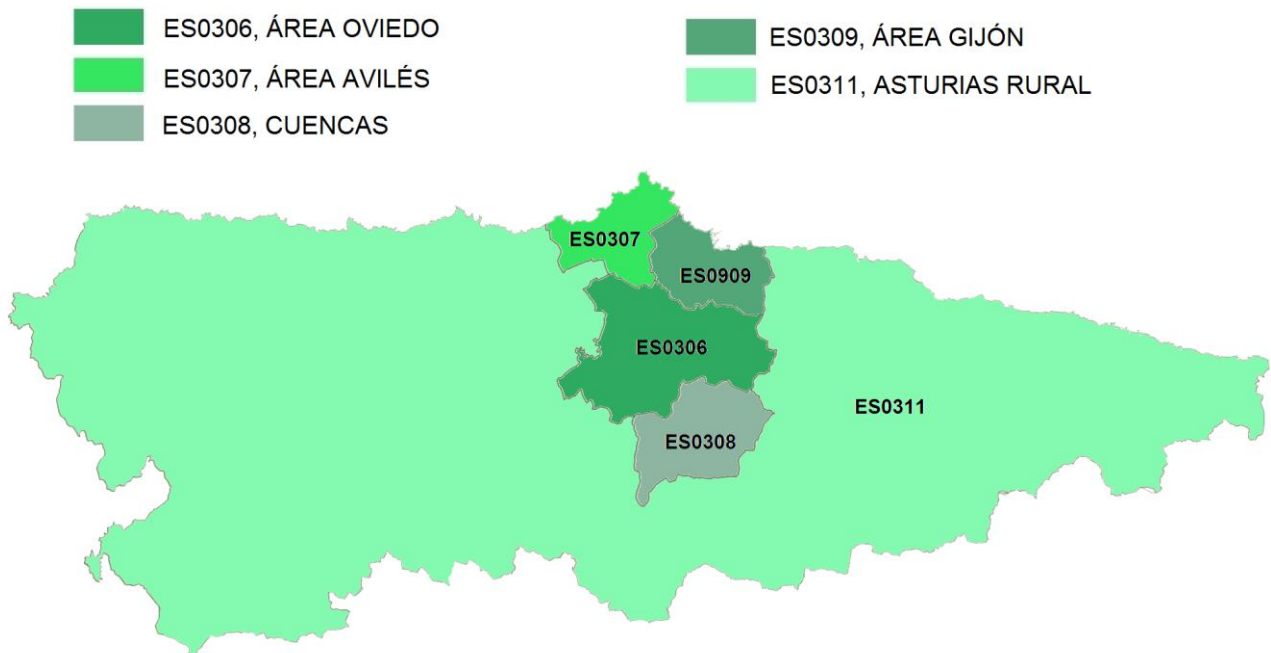 ES0306, ÁREA OVIEDO
ES0307, ÁREA AVILÉS
ES0308, CUENCAS
ES0309, ÁREA GIJÓN
ES0311, ASTURIAS RURAL
ES0307
ES0909
ES0306
ES0311
ES0308